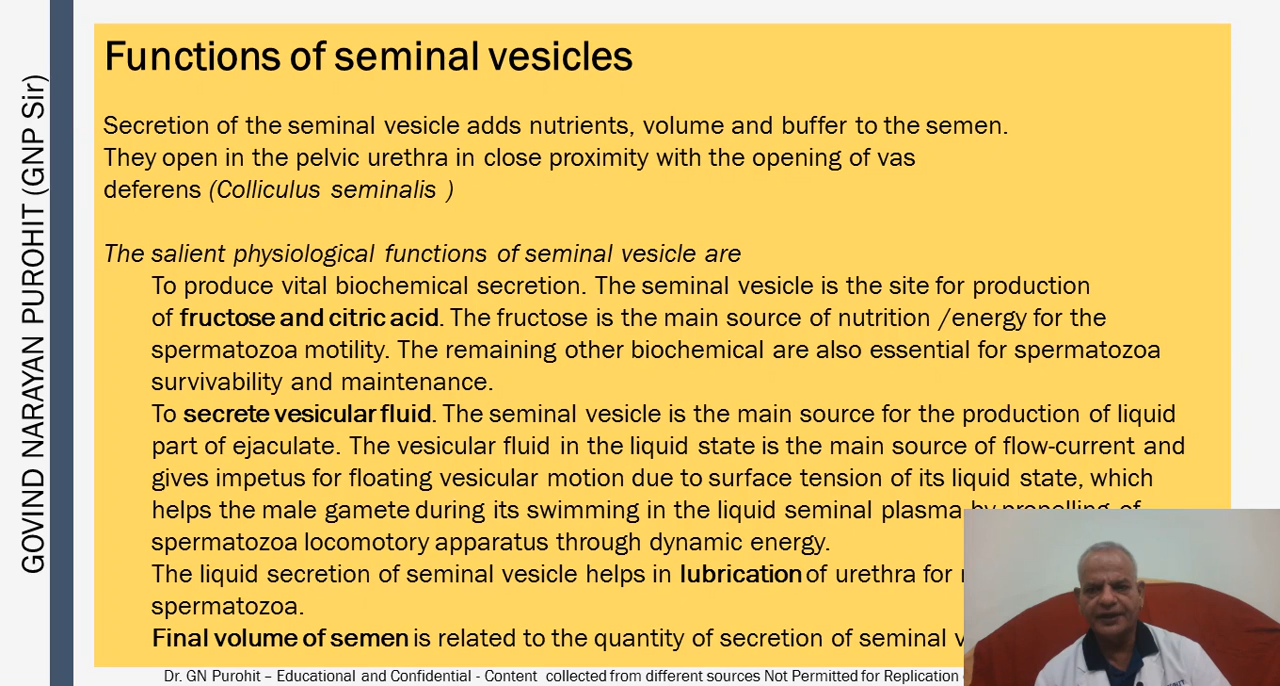 GOVIND NARAYAN PUROHIT (GNP Sir)
Functions of seminal vesicles
Secretion of the seminal vesicle adds nutrients, volume and buffer to the semen.
They open in the pelvic urethra in close proximity with the opening of vas
deferens (Colliculus seminalis )
The salient physiological functions of seminal vesicle are
To produce vital biochemical secretion. The seminal vesicle is the site for production
of fructose and citric acid. The fructose is the main source of nutrition /energy for the
spermatozoa motility. The remaining other biochemical are also essential for spermatozoa
survivability and maintenance.
To secrete vesicular fluid. The seminal vesicle is the main source for the production of liquid
part of ejaculate. The vesicular fluid in the liquid state is the main source of flow-current and
gives impetus for floating vesicular motion due to surface tension of its liquid state, which
helps the male gamete during its swimming in the liquid seminal plasma by propelling of
spermatozoa locomotory apparatus through dynamic energy.
The liquid secretion of seminal vesicle helps in lubrication of urethra for
spermatozoa.
Final volume of semen is related to the quantity of secretion of seminal
Dr. GN Purohit – Educational and Confidential - Content collected from different sources Not Permitted for Replication